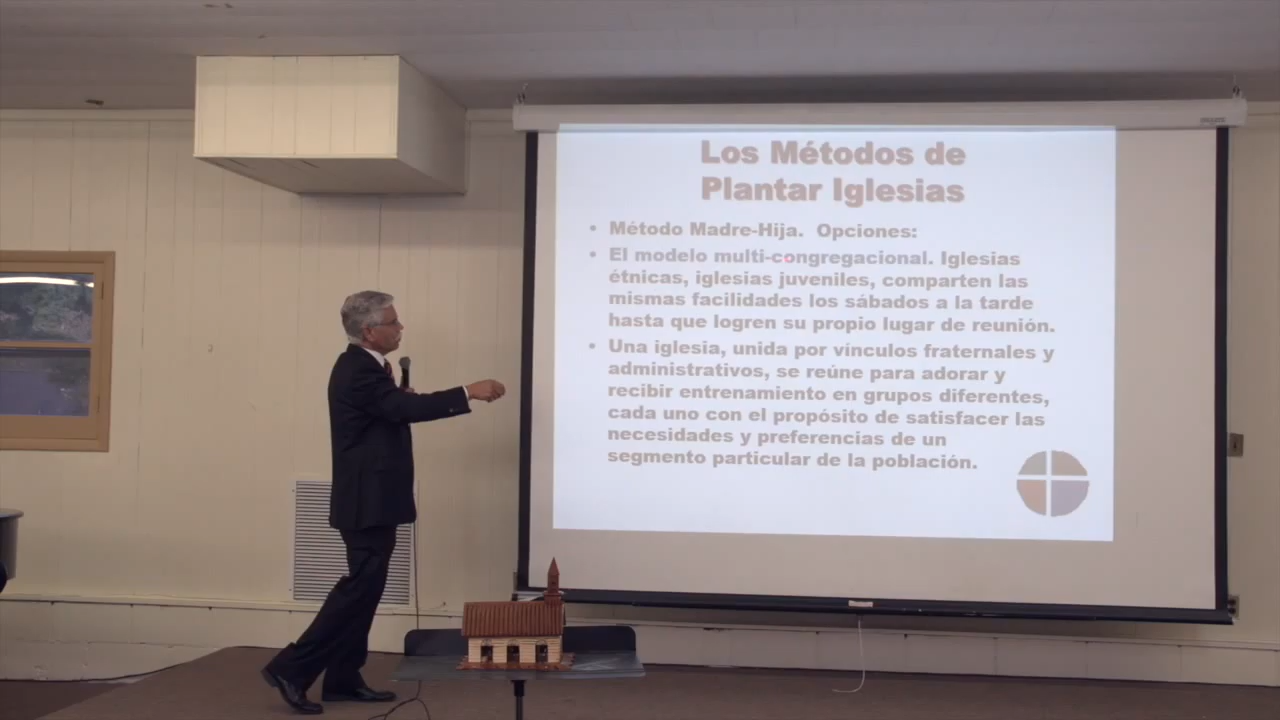 Los Métodos de
Plantar Iglesias
• Método Madre-Hija. Opciones:
• El modelo multi-congregacional. Iglesias
étnicas, iglesias juveniles, comparten las
mismas facilidades los sábados a la tarde
hasta que logren su propio lugar de reunión.
• Una iglesia, unida por vínculos fraternales y
administrativos, se reúne para adorar y
recibir entrenamiento en grupos diferentes,
cada uno con el propósito de satisfacer las
necesidades y preferencias de un
segmento particular de la población.